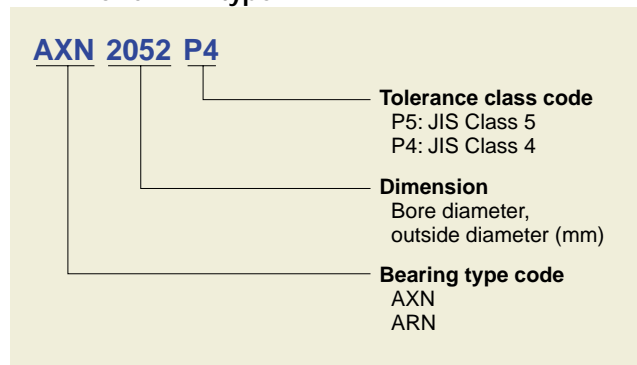 AXN 2052 P4
Tolerance class code
P5: JIS Class 5
P4: JIS Class 4
Dimension
Bore diameter,
outside diameter (mm)
Bearing type code
AXN
ARN